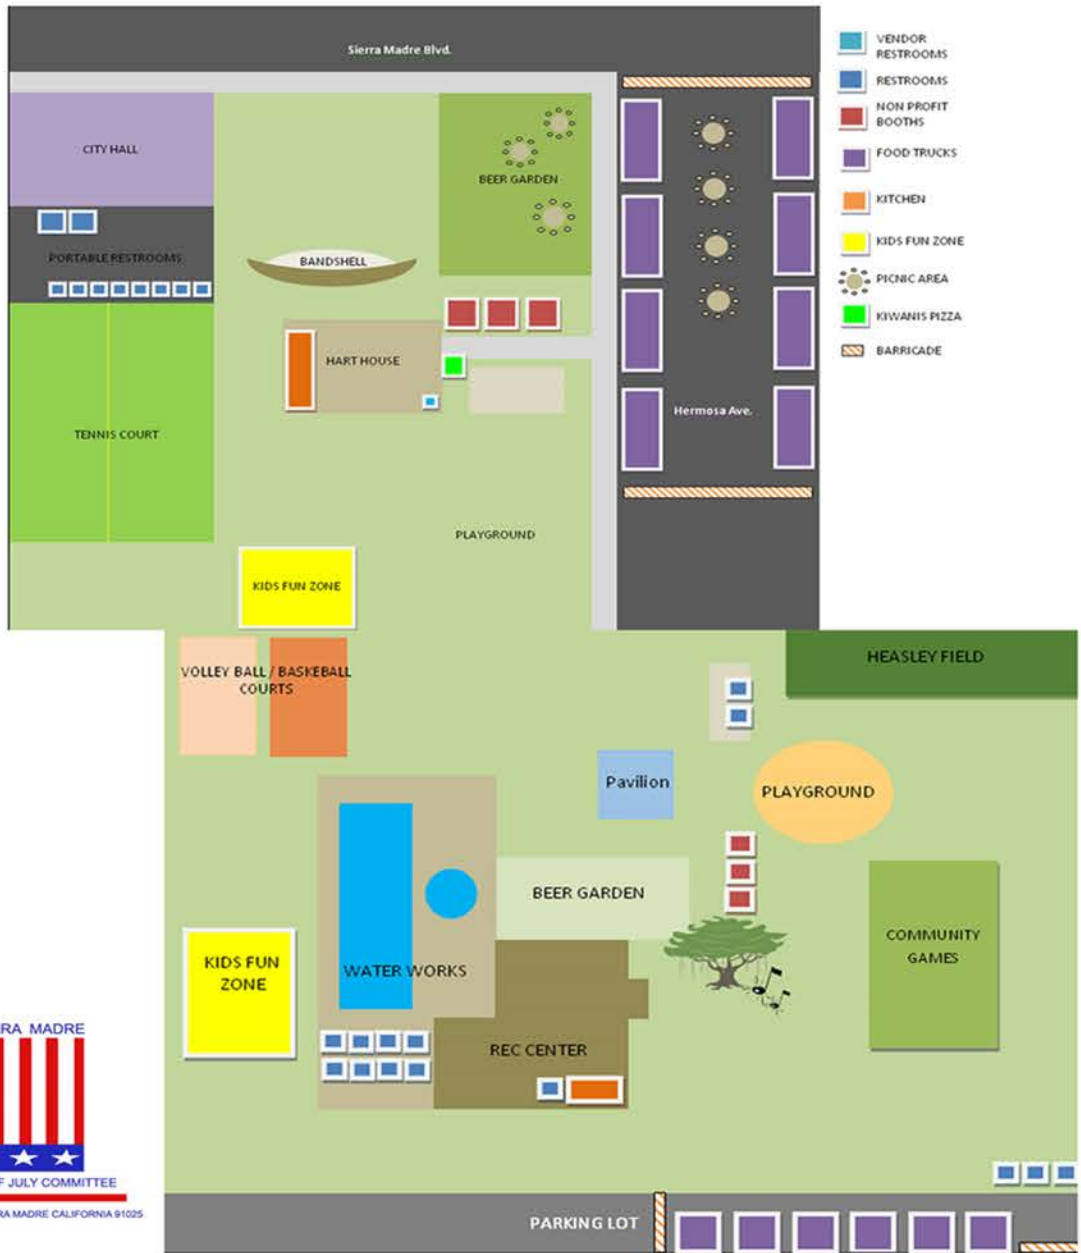 Sierra Madre Blvd.
VENDOR
RESTROOMS
RESTROOMS
NON PROFIT
BOOTHS
FOOD TRUCKS
KITCHEN
KIDS FUN ZONE
PICNIC AREA
KIWANIS PIZZA
BARRICADE
CITY HALL
BEER GARDEN
PORTABLE RESTROOMS
BANDSHELL
HART HOUSE
Hermosa Ave.
TENNIS COURT
PLAYGROUND
KIDS FUN ZONE
VOLLEY BALL / BASKEBALL
COURTS
HEASLEY FIELD
Pavilion
PLAYGROUND
BEER GARDEN
COMMUNITY
GAMES
KIDS FUN
ZONE
WATER WORKS
REC CENTER
MADRE
JULY COMMITTEE
MADRE CALIFORNIA 91025
PARKING LOT